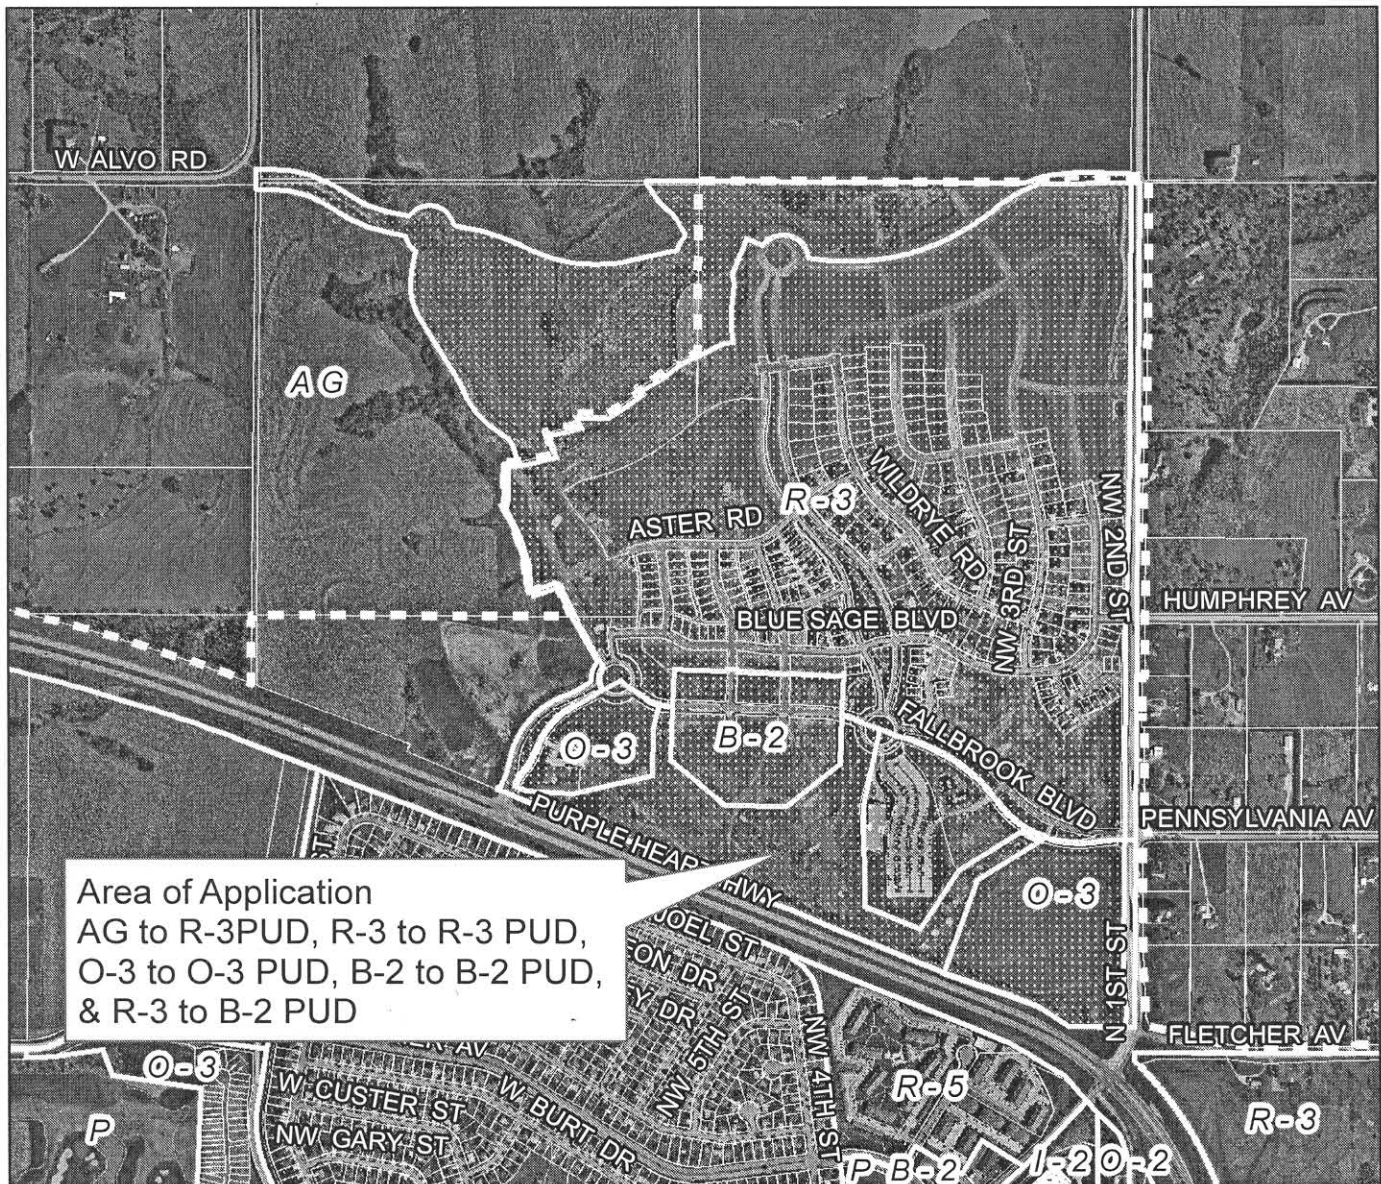 W ALVO RD
AG
R-3
WILDRYE RD
ASTER RD
NW 3RD ST
NW 2ND ST
HUMPHREY AV
BLUE SAGE BLVD
FALLBROOK BLVD
O-3
B-2
PURPLE HEART HWY
PENNSYLVANIA AV
ST
Area of Application
AG to R-3PUD, R-3 to R-3 PUD,
O-3 to O-3 PUD, B-2 to B-2 PUD,
& R-3 to B-2 PUD
O-3
JOEL ST
N 1ST ST
FLETCHER AV
NW 5TH ST
NW 4TH ST
O-3
W CUSTER ST
W BURT DR
R-5
R-3
P
NW GARY ST
P
B-2
I-2
O-2